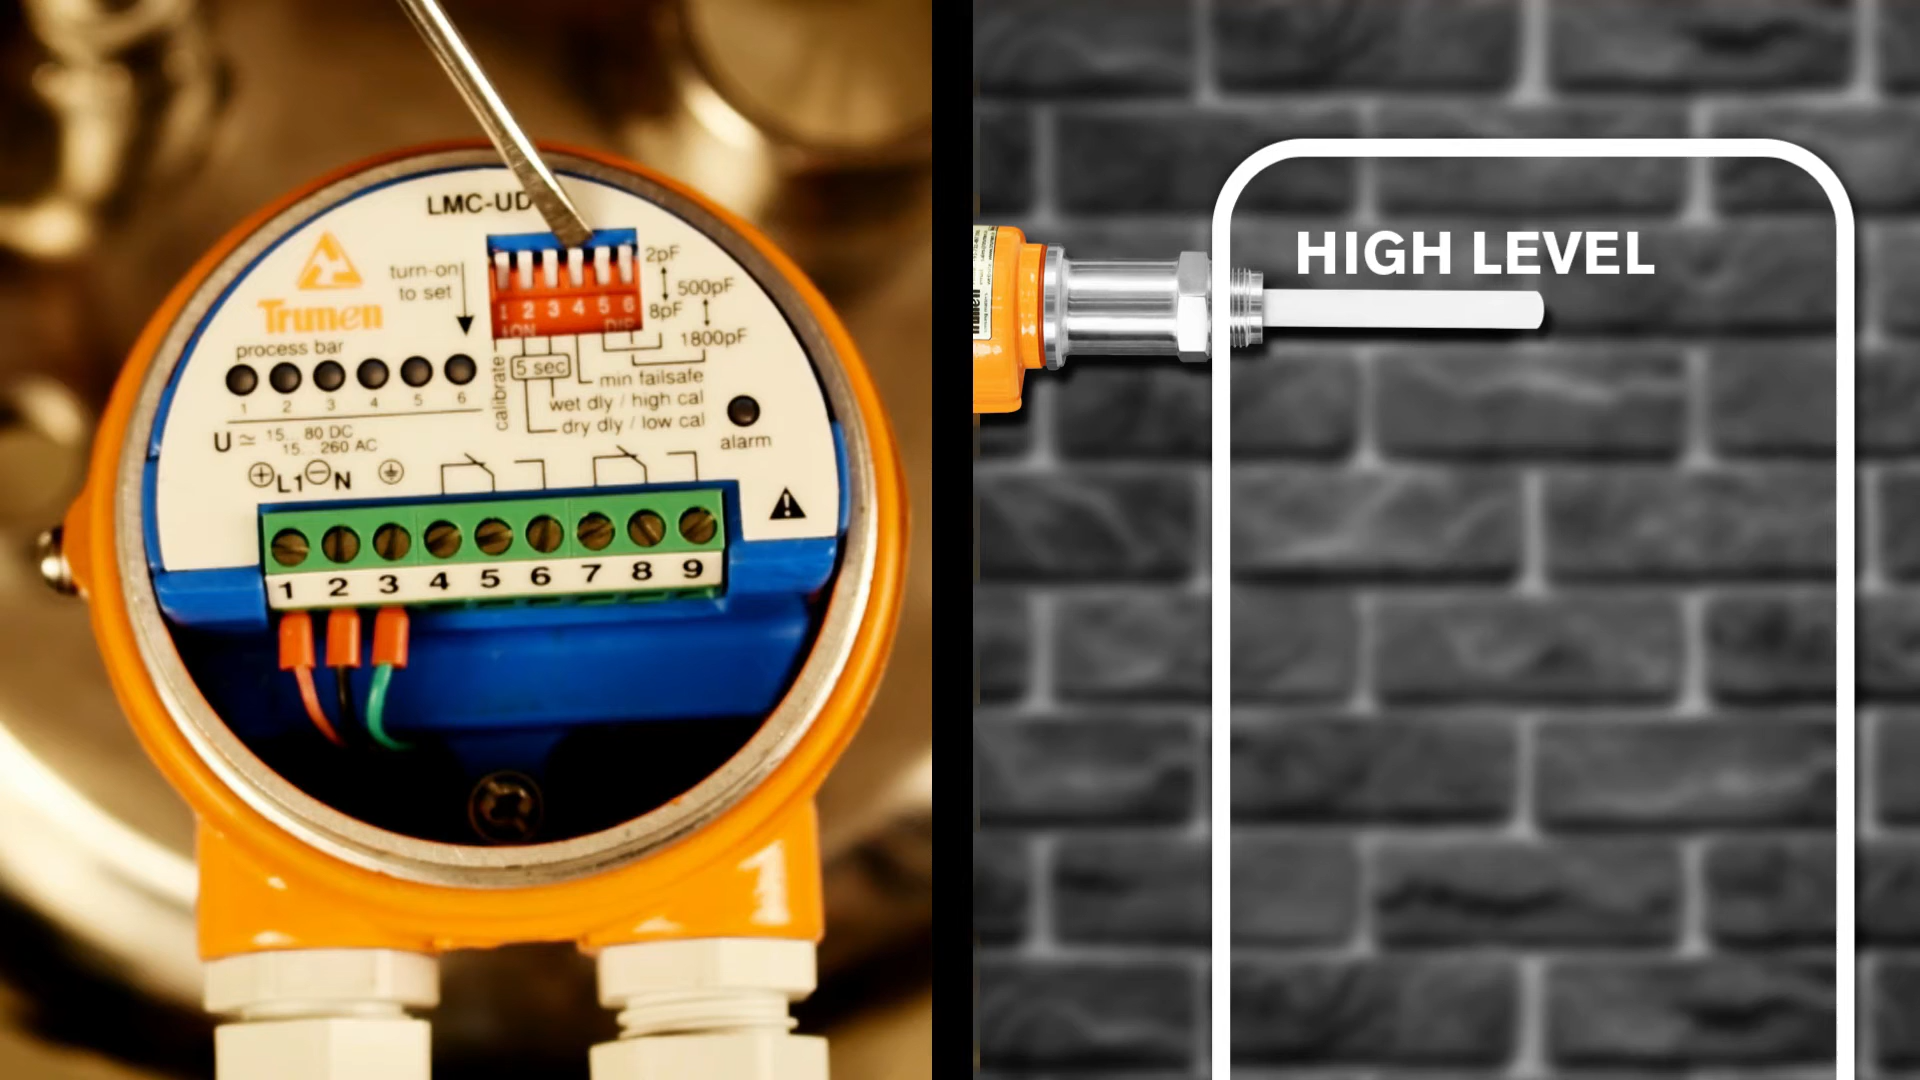 LMC-UD
Trumen
turn-on
to set
1 2 3 4 5 6
2pF
500pF
8pF
1800pF
process bar
1 2 3 4 5 6
calibrate
5 sec
min failsafe
wet dly / high cal
dry dly / low cal
alarm
U ≃ 15... 80 DC
15... 260 AC
L1 N
1 2 3 4 5 6 7 8 9
HIGH LEVEL